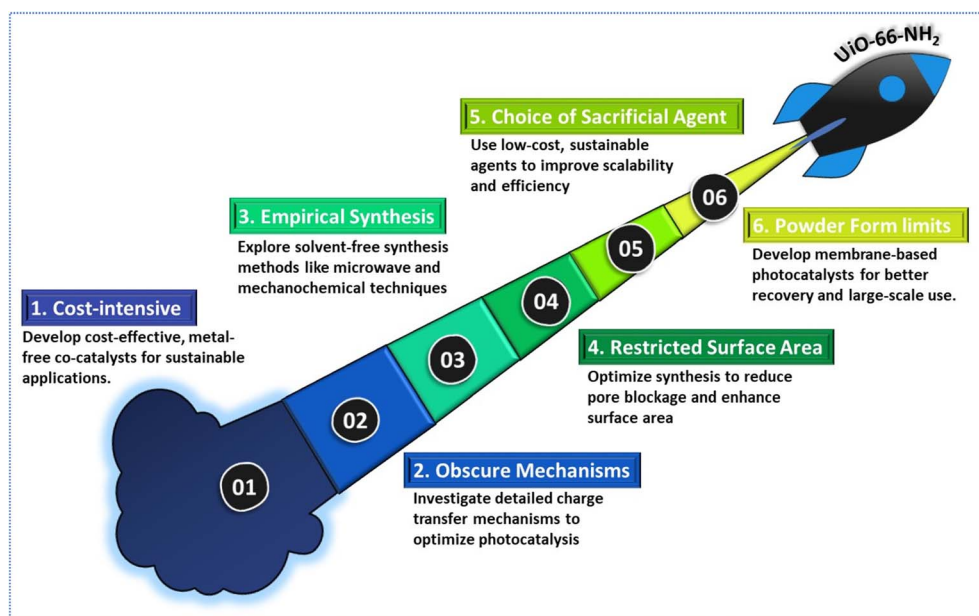 UiO-66-NH₂
5. Choice of Sacrificial Agent
Use low-cost, sustainable
agents to improve scalability
and efficiency
06
3. Empirical Synthesis
Explore solvent-free synthesis
methods like microwave and
mechanochemical techniques
6. Powder Form limits
Develop membrane-based
photocatalysts for better
recovery and large-scale use.
05
1. Cost-intensive
Develop cost-effective, metal-
free co-catalysts for sustainable
applications.
04
03
4. Restricted Surface Area
Optimize synthesis to reduce
pore blockage and enhance
surface area
02
2. Obscure Mechanisms
Investigate detailed charge
transfer mechanisms to
optimize photocatalysis
01